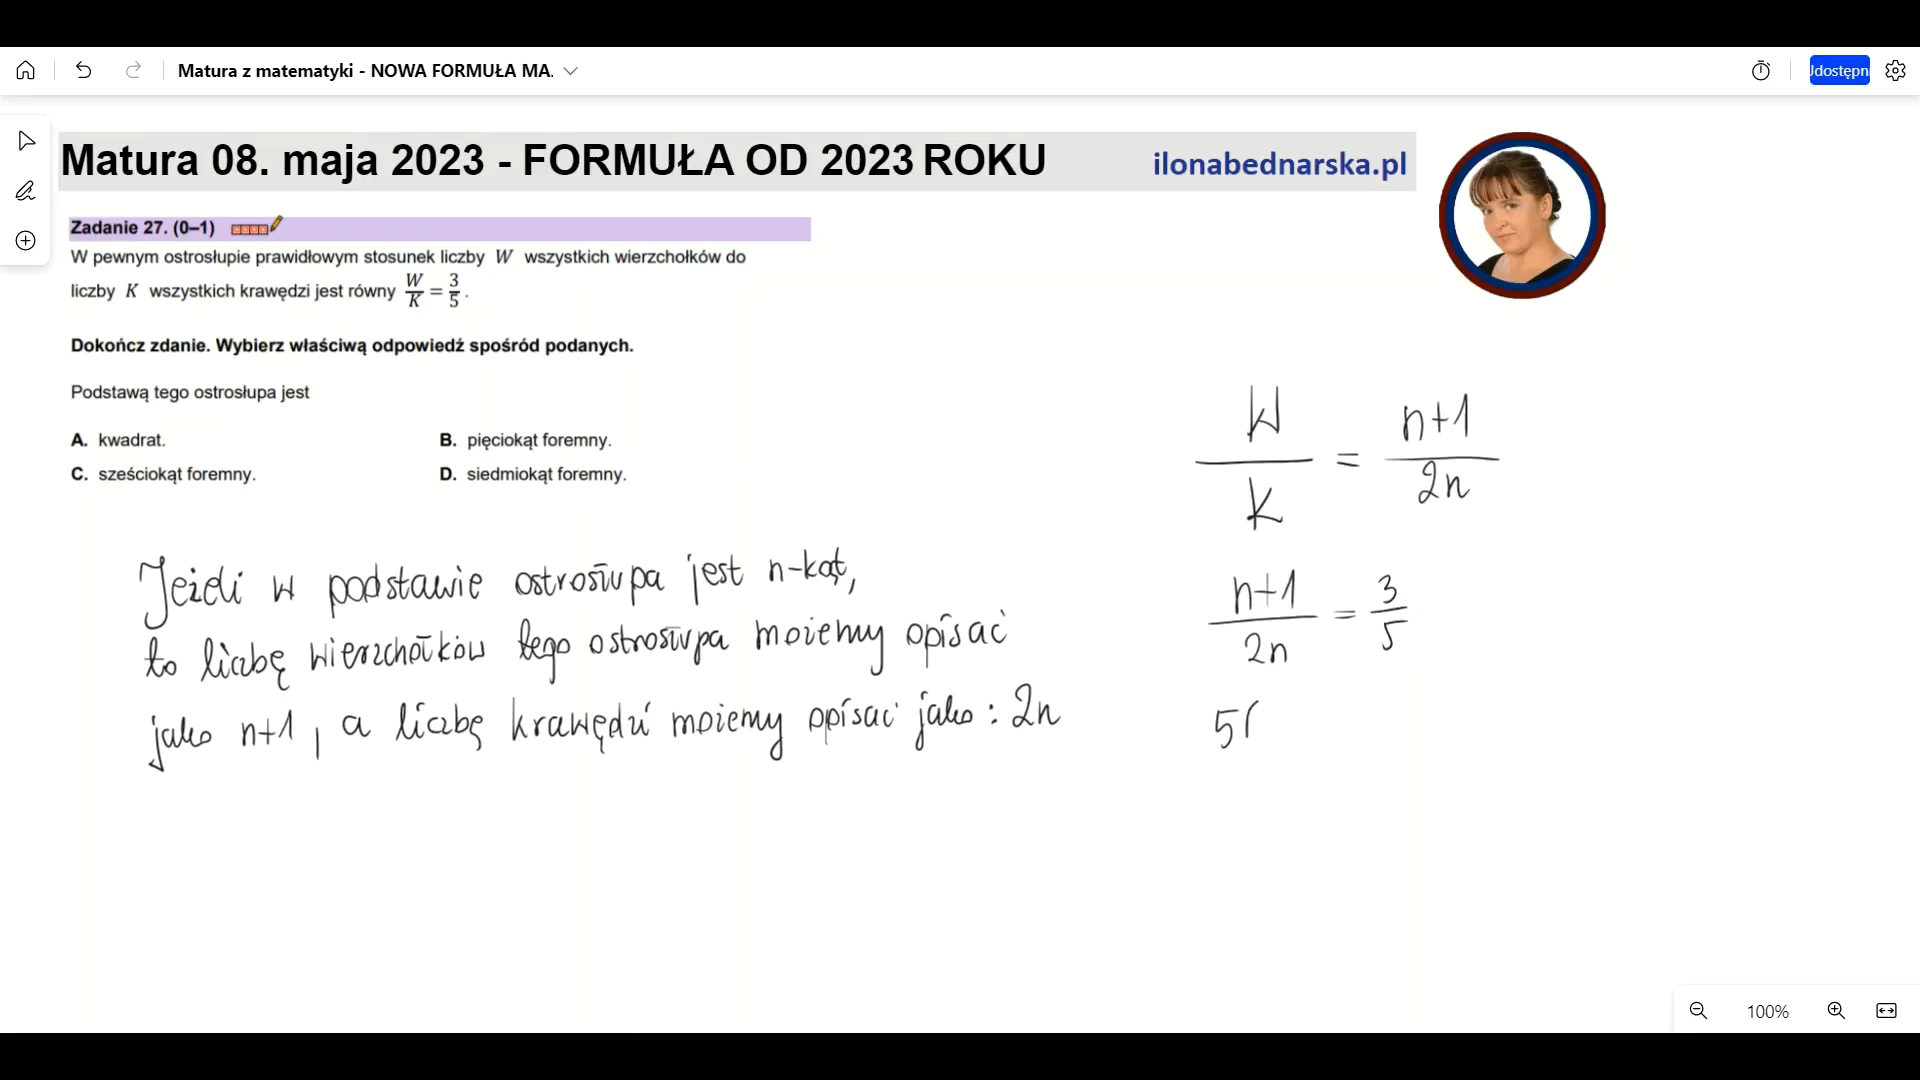 Matura z matematyki - NOWA FORMUŁA MA.
Udostępni
Matura 08. maja 2023 - FORMUŁA OD 2023 ROKU
ilonabednarska.pl
Zadanie 27. (0–1)
W pewnym ostrosłupie prawidłowym stosunek liczby W wszystkich wierzchołków do
liczby K wszystkich krawędzi jest równy W/K = 3/5.
Dokończ zdanie. Wybierz właściwą odpowiedź spośród podanych.
Podstawą tego ostrosłupa jest
A. kwadrat.
B. pięciokąt foremny.
C. sześciokąt foremny.
D. siedmiokąt foremny.
Jeżeli w podstawie ostrosłupa jest n-kąt,
to liczbę wierzchołków tego ostrosłupa możemy opisać
jako n+1, a liczbę krawędzi możemy opisać jako: 2n
W/K = n+1/2n
n+1/2n = 3/5
5(
100%